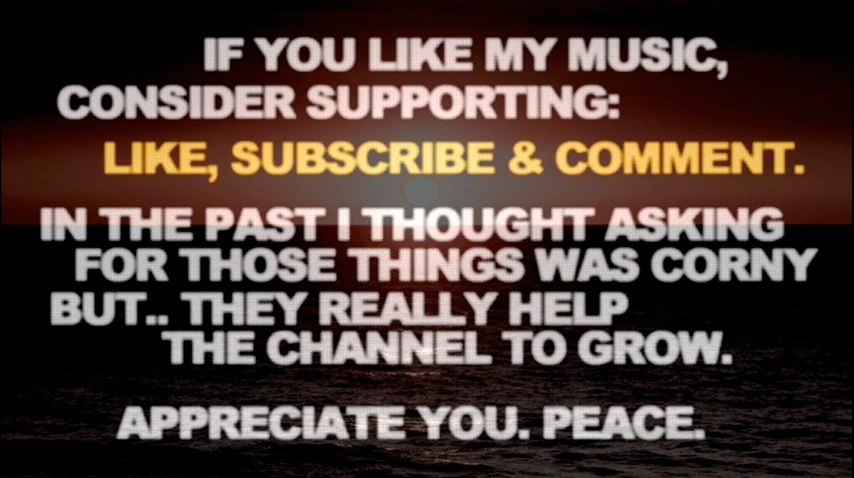 IF YOU LIKE MY MUSIC,
CONSIDER SUPPORTING:
LIKE, SUBSCRIBE & COMMENT.
IN THE PAST I THOUGHT ASKING
FOR THOSE THINGS WAS CORNY
BUT.. THEY REALLY HELP
THE CHANNEL TO GROW.
APPRECIATE YOU. PEACE.